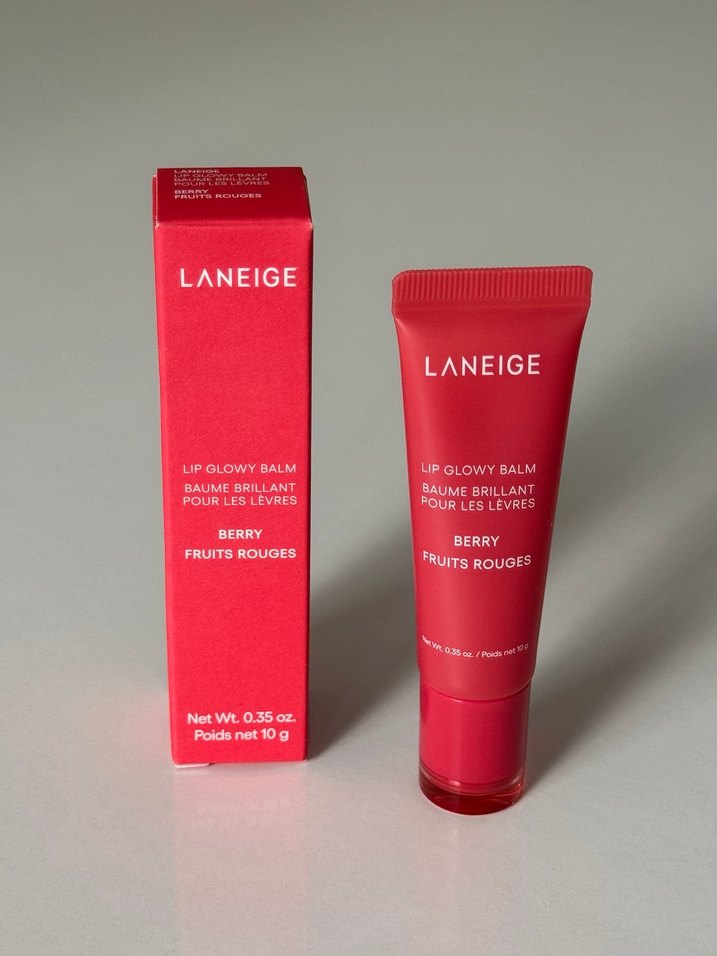 LANEIGE
LIP GLOWY BALM
BAUME BRILLANT
POUR LES LÈVRES
BERRY
FRUITS ROUGES
LANEIGE
LIP GLOWY BALM
BAUME BRILLANT
POUR LES LÈVRES
BERRY
FRUITS ROUGES
Net Wt. 0.35 oz.
Poids net 10 g
LANEIGE
LIP GLOWY BALM
BAUME BRILLANT
POUR LES LÈVRES
BERRY
FRUITS ROUGES
Net Wt. 0.35 oz. / Poids net 10 g